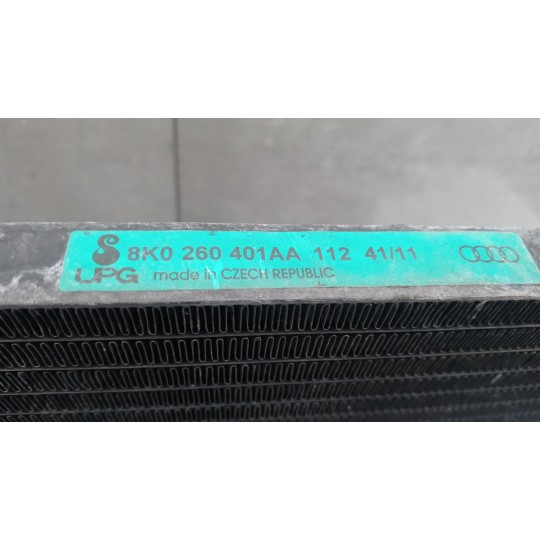 8K0 260 401AA 112 41/11
UPG made in CZECH REPUBLIC